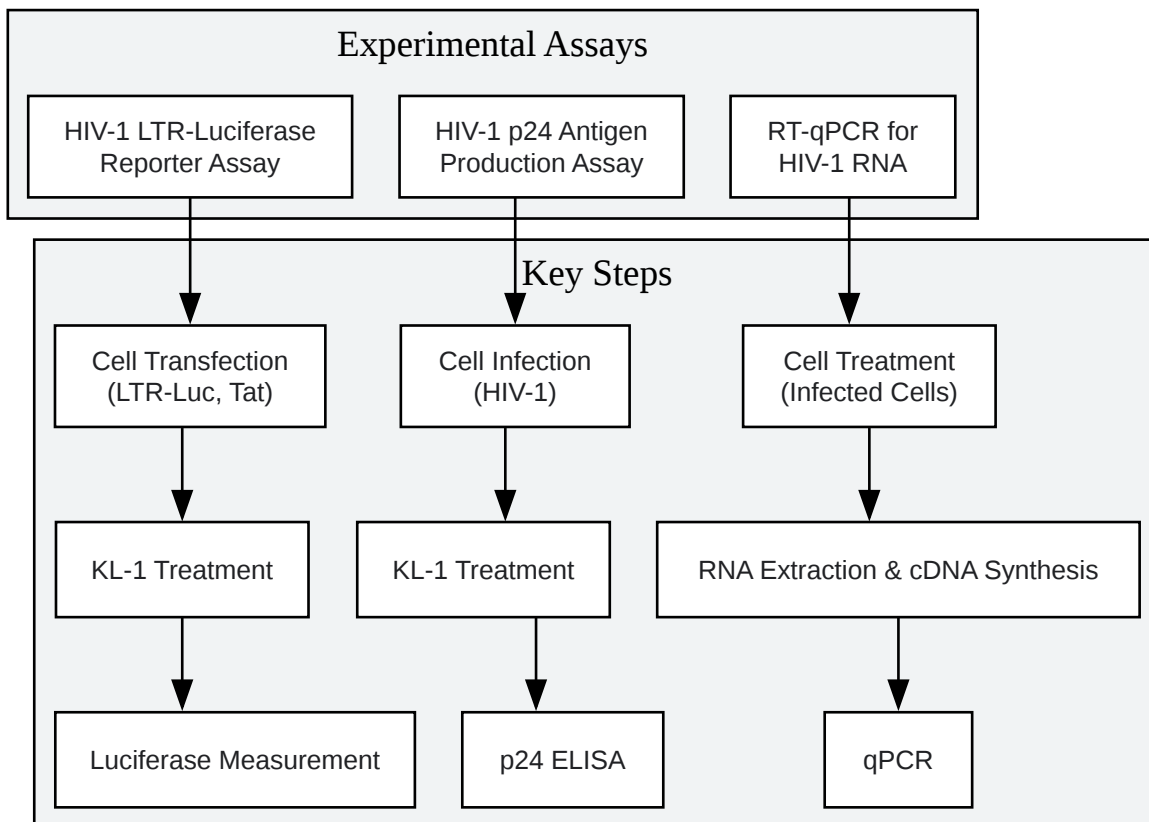 Experimental Assays
HIV-1 LTR-Luciferase
Reporter Assay
HIV-1 p24 Antigen
Production Assay
RT-qPCR for
HIV-1 RNA
Key Steps
Cell Transfection
(LTR-Luc, Tat)
Cell Infection
(HIV-1)
Cell Treatment
(Infected Cells)
KL-1 Treatment
KL-1 Treatment
RNA Extraction & cDNA Synthesis
Luciferase Measurement
p24 ELISA
qPCR